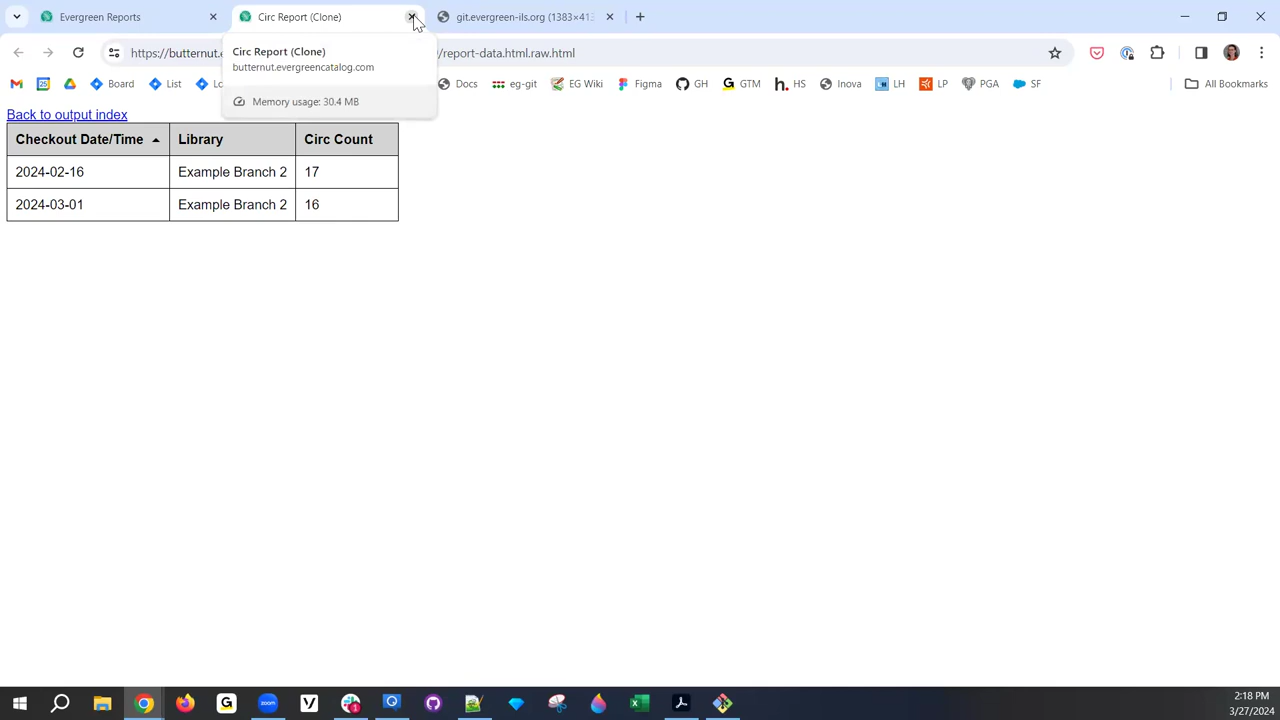 Evergreen Reports
Circ Report (Clone)
git.evergreen-ils.org (1383×413
https://butternut.e
/report-data.html.raw.html
Circ Report (Clone)
butternut.evergreencatalog.com
Memory usage: 30.4 MB
Board
List
Lo
Docs
eg-git
EG Wiki
Figma
GH
GTM
HS
Inova
LH
LP
PGA
SF
All Bookmarks
Back to output index
Checkout Date/Time Library Circ Count
2024-02-16 Example Branch 2 17
2024-03-01 Example Branch 2 16
zoom
2:18 PM
3/27/2024